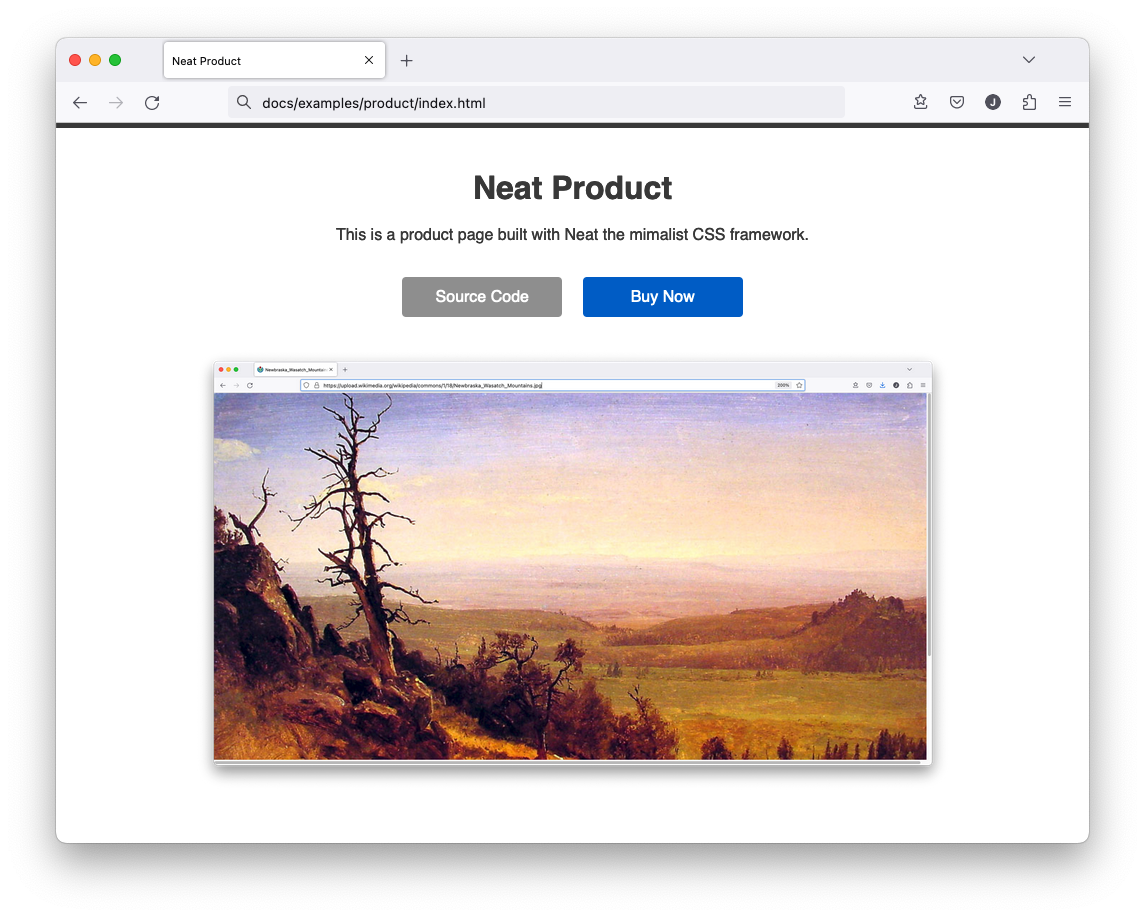 Neat Product
docs/examples/product/index.html
J
Neat Product
This is a product page built with Neat the mimalist CSS framework.
Source Code
Buy Now
Newbraska_Wasatch_Mountains
https://upload.wikimedia.org/wikipedia/commons/1/18/Newbraska_Wasatch_Mountains.jpg
200%